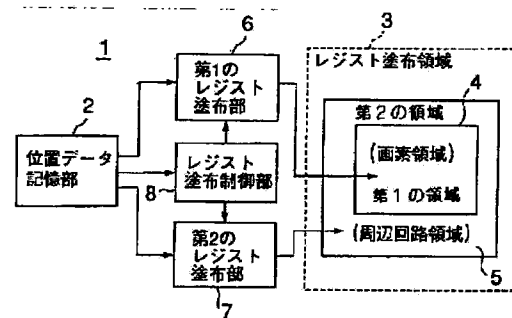 1
2
位置データ
記憶部
6
第1の
レジスト
塗布部
8
レジスト
塗布制御部
第2の
レジスト
塗布部
7
3
レジスト塗布領域
4
第2の領域
(画素領域)
第1の領域
(周辺回路領域)
5